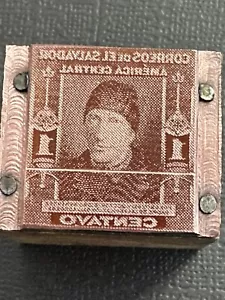 CORREOS DE EL SALVADOR
AMERICA CENTRAL
1 1
CENTAVO